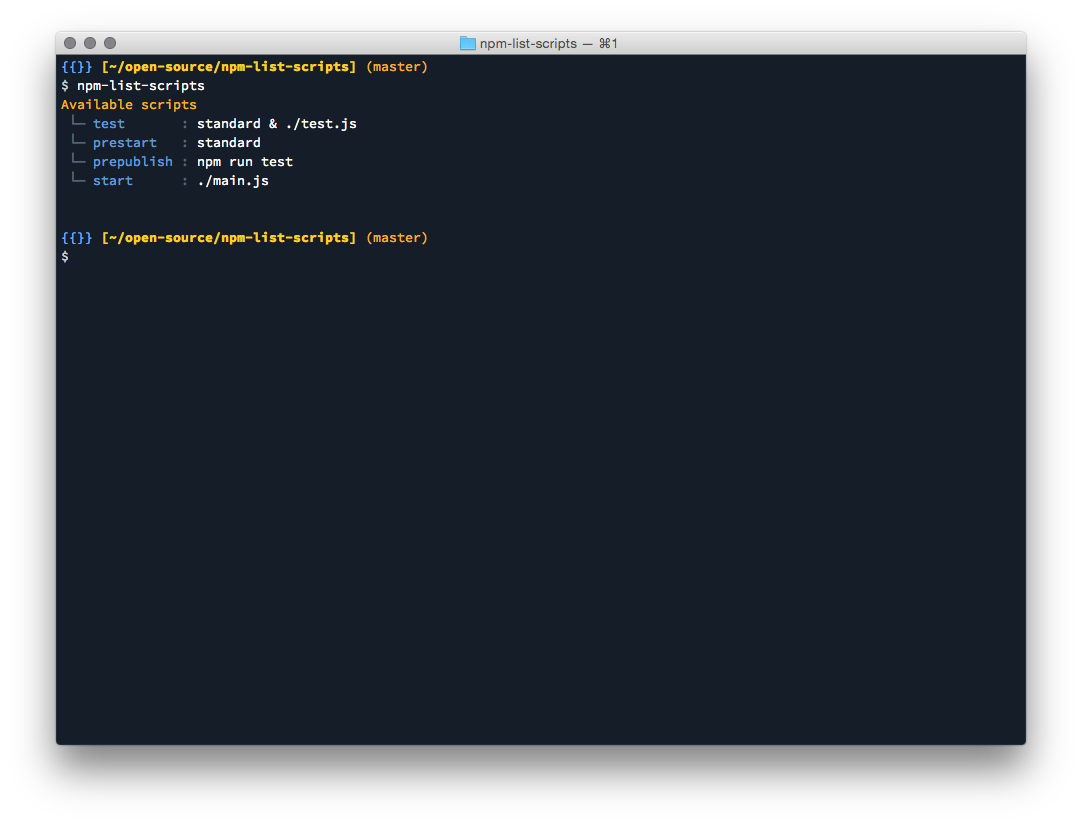 npm-list-scripts — ⌘1
{{}} [~/open-source/npm-list-scripts] (master)
$ npm-list-scripts
Available scripts
└─ test : standard & ./test.js
└─ prestart : standard
└─ prepublish : npm run test
└─ start : ./main.js
{{}} [~/open-source/npm-list-scripts] (master)
$